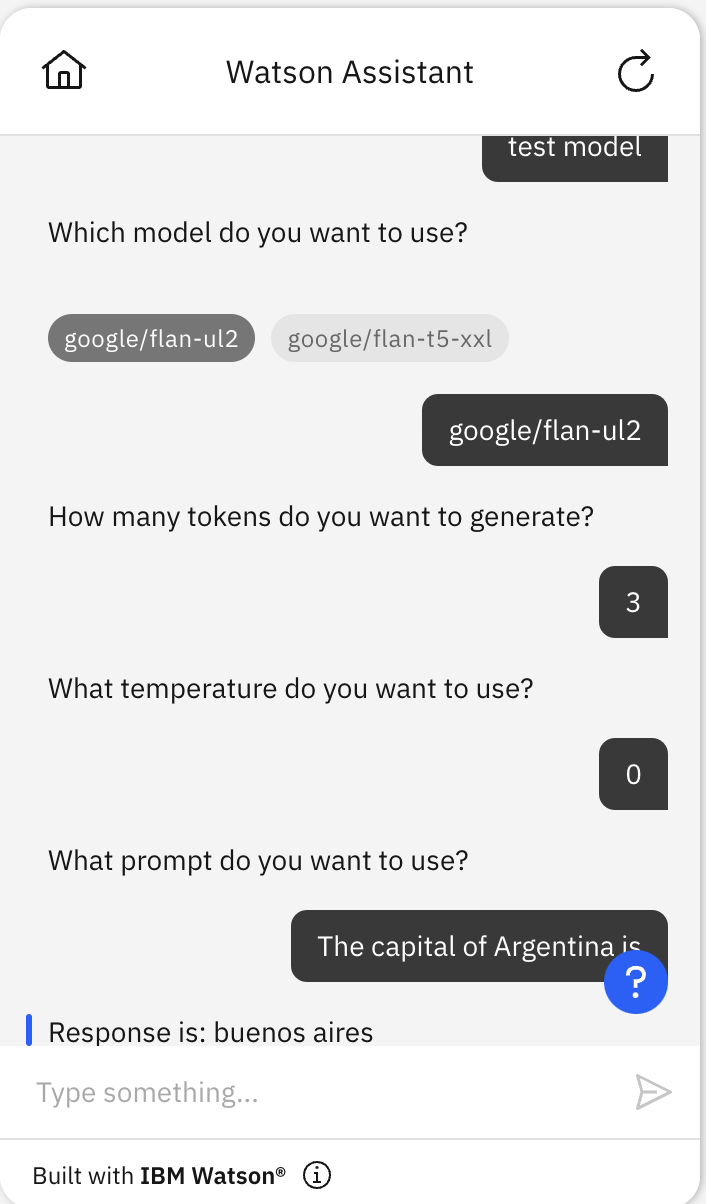 Watson Assistant
test model
Which model do you want to use?
google/flan-ul2 google/flan-t5-xxl
google/flan-ul2
How many tokens do you want to generate?
3
What temperature do you want to use?
0
What prompt do you want to use?
The capital of Argentina is
?
Response is: buenos aires
Type something...
Built with IBM Watson®